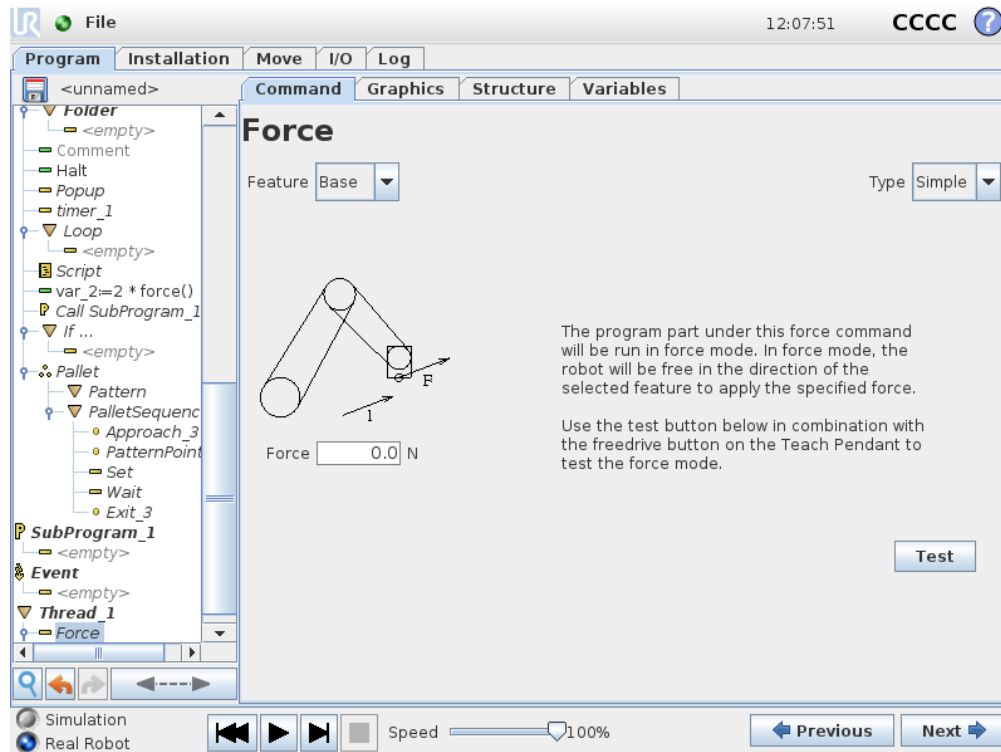 UR File 12:07:51 CCCC ?
Program Installation Move I/O Log
<unnamed> Command Graphics Structure Variables
Folder
<empty>
Comment
Halt
Popup
timer_1
Loop
<empty>
Script
var_2:=2 * force()
Call SubProgram_1
If ...
<empty>
Pallet
Pattern
PalletSequenc
Approach_3
PatternPoint
Set
Wait
Exit_3
P SubProgram_1
<empty>
Event
<empty>
Thread_1
Force
Force
Feature Base Type Simple
F
1
Force 0.0 N
The program part under this force command
will be run in force mode. In force mode, the
robot will be free in the direction of the
selected feature to apply the specified force.
Use the test button below in combination with
the freedrive button on the Teach Pendant to
test the force mode.
Test
Simulation
Real Robot
Speed 100%
Previous Next